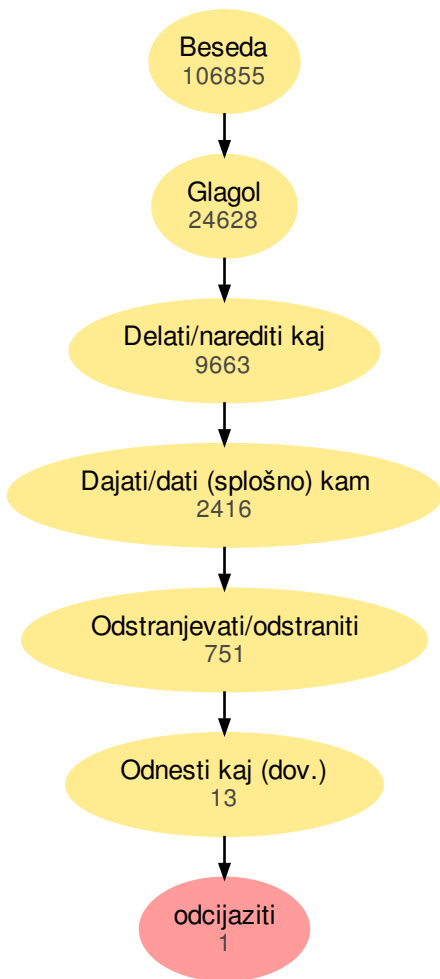 Beseda
106855
Glagol
24628
Delati/narediti kaj
9663
Dajati/dati (splošno) kam
2416
Odstranjevati/odstraniti
751
Odnesti kaj (dov.)
13
odcijaziti
1